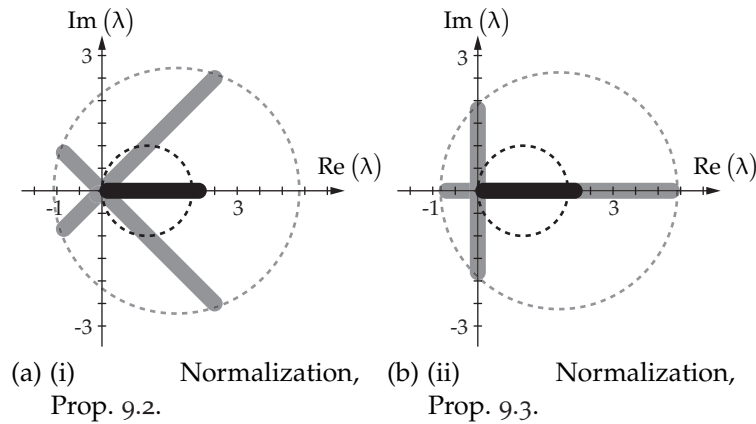 Im (λ)
3
Re (λ)
-1
3
-3
Im (λ)
3
Re (λ)
-1
3
-3
(a) (i) Normalization,
Prop. 9.2.
(b) (ii) Normalization,
Prop. 9.3.